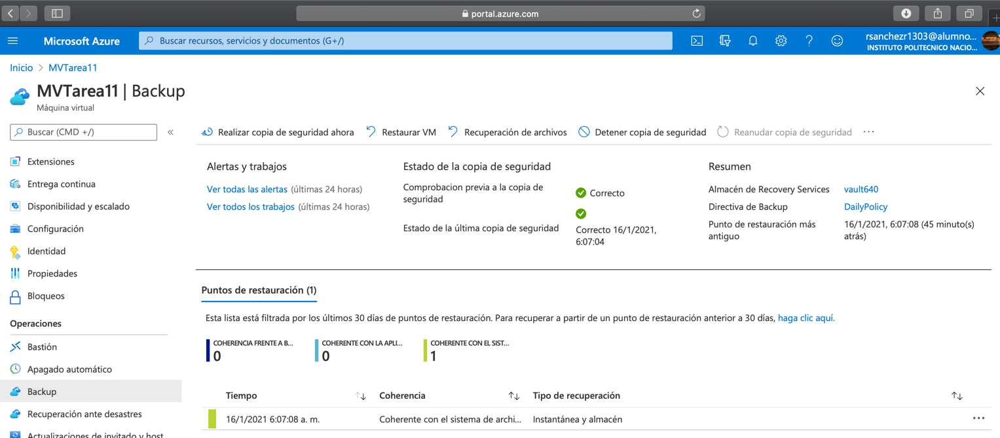 portal.azure.com
Microsoft Azure
Buscar recursos, servicios y documentos (G+/)
rsanchezr1303@alumno...
INSTITUTO POLITECNICO NACIO...
Inicio > MVTarea11
MVTarea11 | Backup
Máquina virtual
Buscar (CMD +/)
«
Extensiones
Entrega continua
Disponibilidad y escalado
Configuración
Identidad
Propiedades
Bloqueos
Operaciones
Bastión
Apagado automático
Backup
Recuperación ante desastres
Actualizaciones de invitado y host
Realizar copia de seguridad ahora
Restaurar VM
Recuperación de archivos
Detener copia de seguridad
Reanudar copia de seguridad
...
Alertas y trabajos
Ver todas las alertas (últimas 24 horas)
Ver todos los trabajos (últimas 24 horas)
Estado de la copia de seguridad
Comprobacion previa a la copia de
seguridad
Correcto
Estado de la última copia de seguridad
Correcto 16/1/2021,
6:07:04
Resumen
Almacén de Recovery Services
vault640
Directiva de Backup
DailyPolicy
Punto de restauración más
antiguo
16/1/2021, 6:07:08 (45 minuto(s)
atrás)
Puntos de restauración (1)
Esta lista está filtrada por los últimos 30 días de puntos de restauración. Para recuperar a partir de un punto de restauración anterior a 30 días, haga clic aquí.
COHERENCIA FRENTE A B...
0
COHERENTE CON LA APLI...
0
COHERENTE CON EL SIST...
1
Tiempo
Coherencia
Tipo de recuperación
16/1/2021 6:07:08 a. m.
Coherente con el sistema de archi...
Instantánea y almacén
...